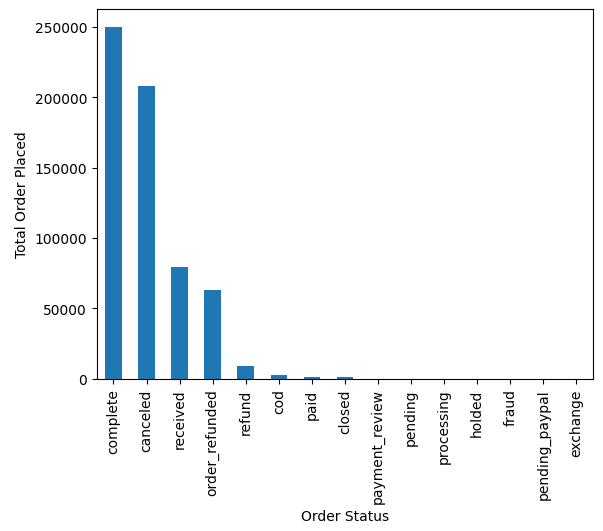 250000
200000
150000
100000
50000
0
Total Order Placed
complete
canceled
received
order_refunded
refund
cod
paid
closed
payment_review
pending
processing
holded
fraud
pending_paypal
exchange
Order Status